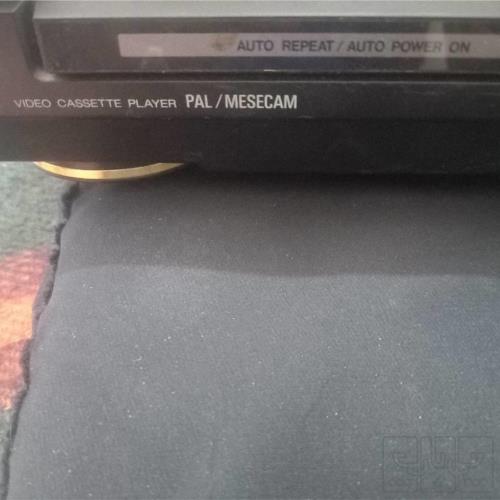 AUTO REPEAT/AUTO POWER ON
VIDEO CASSETTE PLAYER PAL/MESECAM